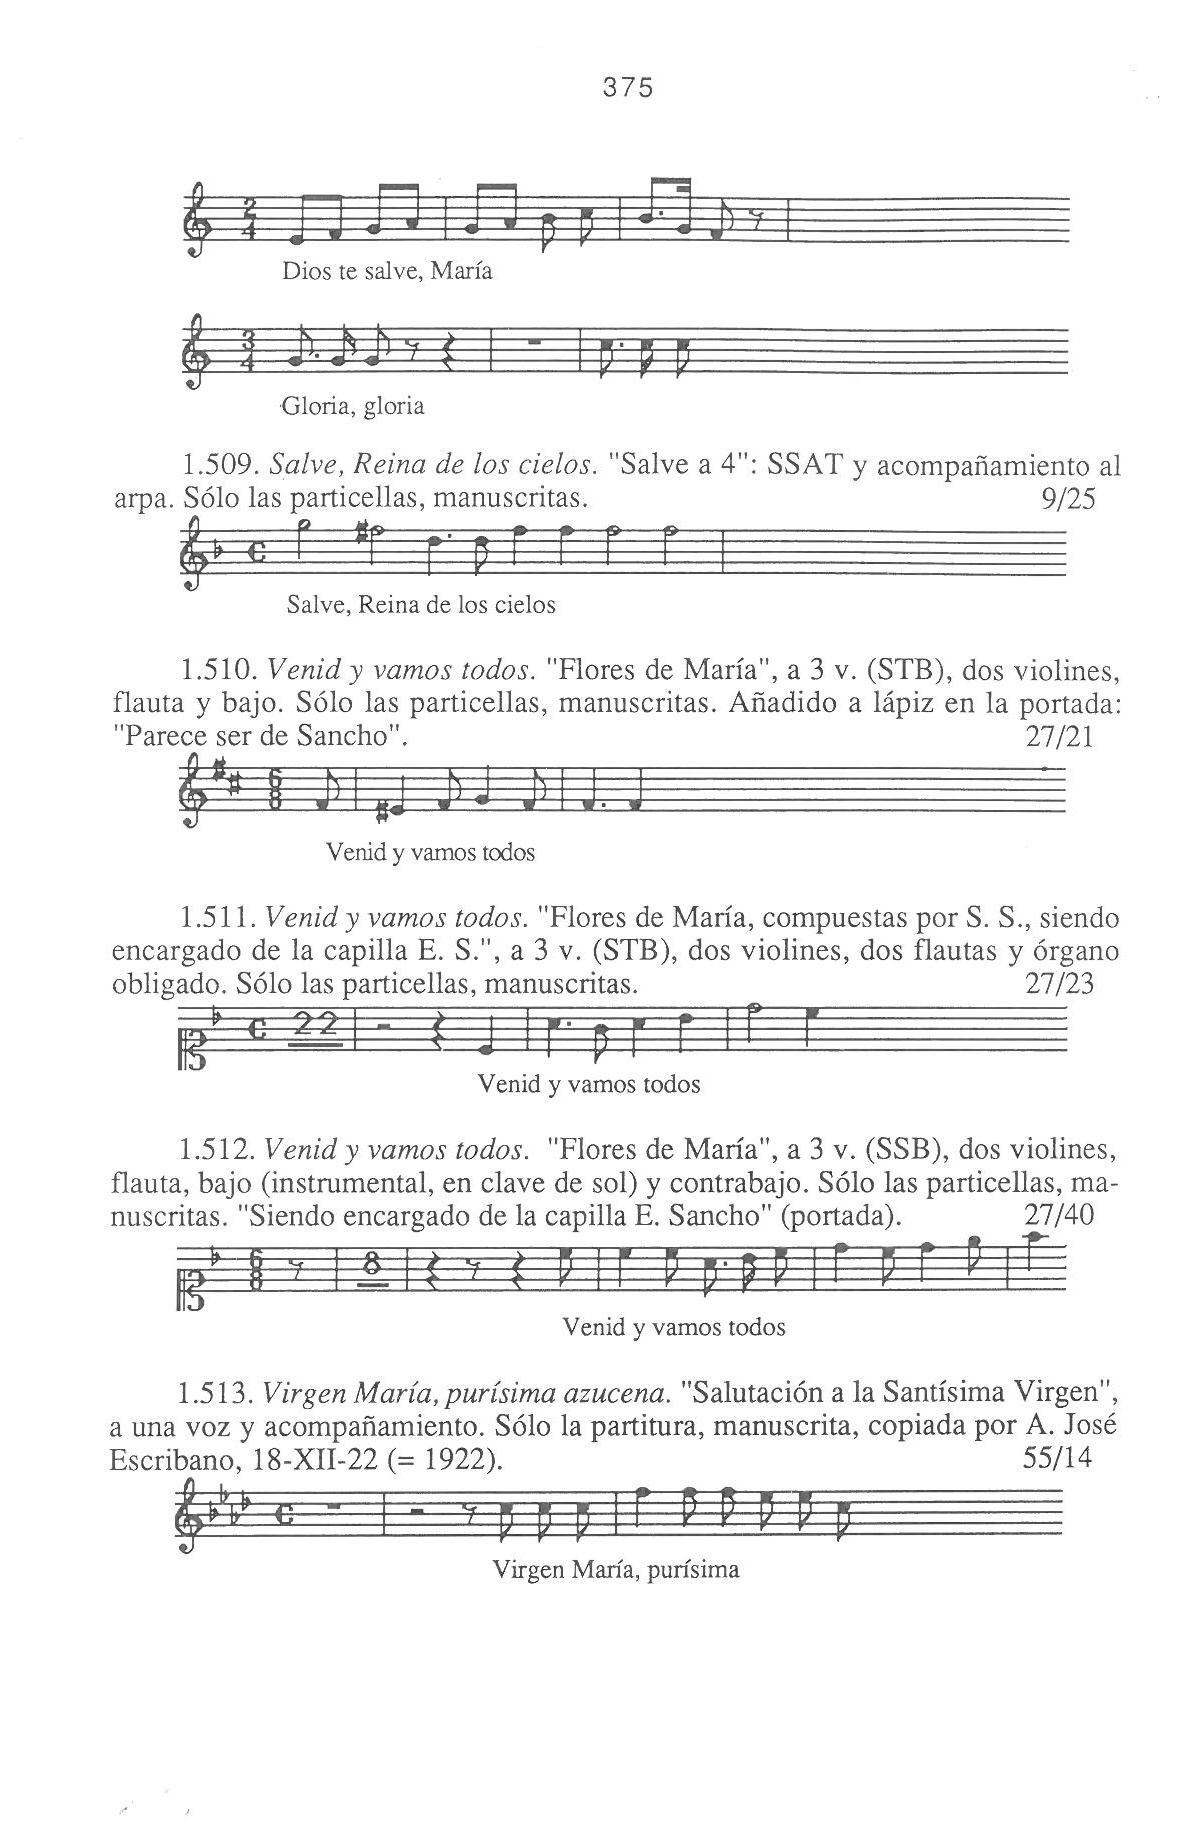 375
Dios te salve, María
Gloria, gloria
1.509. Salve, Reina de los cielos. "Salve a 4": SSAT y acompañamiento al
arpa. Sólo las particellas, manuscritas. 9/25
Salve, Reina de los cielos
1.510. Venid y vamos todos. "Flores de María", a 3 v. (STB), dos violines,
flauta y bajo. Sólo las particellas, manuscritas. Añadido a lápiz en la portada:
"Parece ser de Sancho". 27/21
Venid y vamos todos
1.511. Venid y vamos todos. "Flores de María, compuestas por S. S., siendo
encargado de la capilla E. S.", a 3 v. (STB), dos violines, dos flautas y órgano
obligado. Sólo las particellas, manuscritas. 27/23
22
Venid y vamos todos
1.512. Venid y vamos todos. "Flores de María", a 3 v. (SSB), dos violines,
flauta, bajo (instrumental, en clave de sol) y contrabajo. Sólo las particellas, ma-
nuscritas. "Siendo encargado de la capilla E. Sancho" (portada). 27/40
8
Venid y vamos todos
1.513. Virgen María, purísima azucena. "Salutación a la Santísima Virgen",
a una voz y acompañamiento. Sólo la partitura, manuscrita, copiada por A. José
Escribano, 18-XII-22 (= 1922). 55/14
Virgen María, purísima